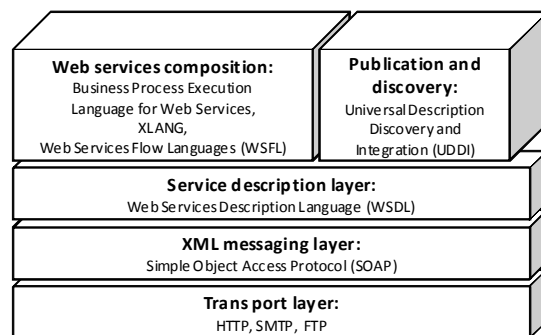 Web services composition:
Business Process Execution
Language for Web Services,
XLANG,
Web Services Flow Languages (WSFL)
Publication and
discovery:
Universal Description
Discovery and
Integration (UDDI)
Service description layer:
Web Services Description Language (WSDL)
XML messaging layer:
Simple Object Access Protocol (SOAP)
Trans port layer:
HTTP, SMTP, FTP